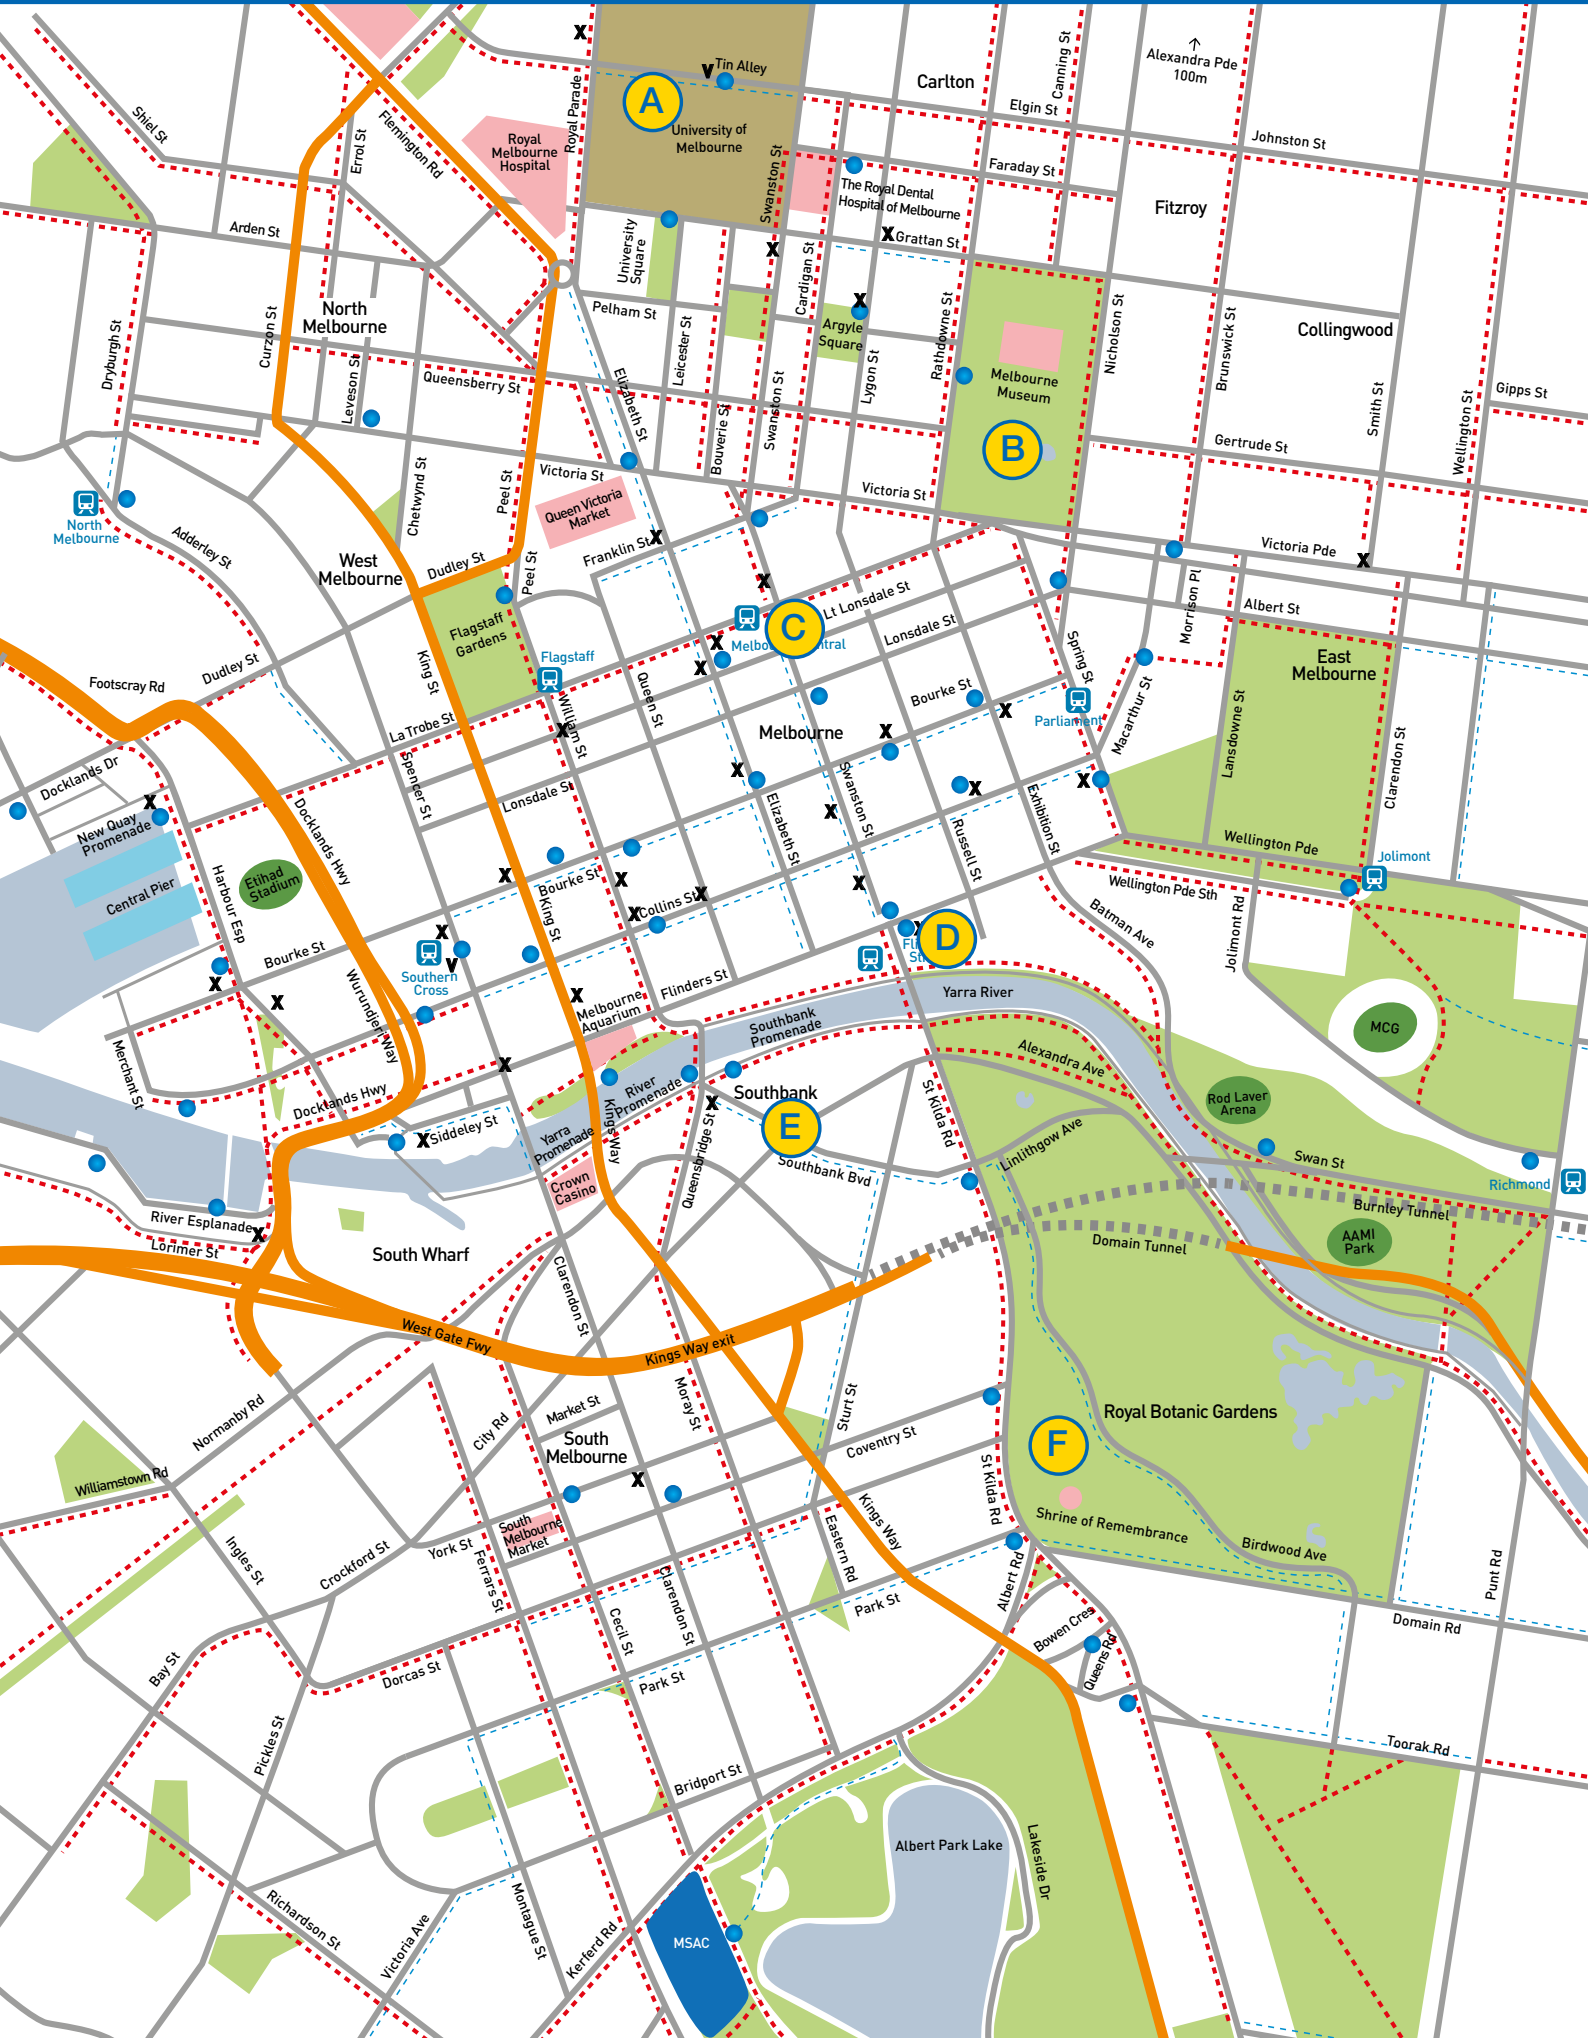 Tin Alley
Carlton
Canning St
Alexandra Pde
100m
Shiel St
Errol St
Flemington Rd
Royal Parade
Royal
Melbourne
Hospital
A
University of
Melbourne
Elgin St
Johnston St
Faraday St
Swanston St
The Royal Dental
Hospital of Melbourne
Fitzroy
Arden St
University
Square
Grattan St
Cardigan St
Pelham St
North
Melbourne
Curzon St
Dryburgh St
Leveson St
Queensberry St
Leicester St
Argyle
Square
Rathdowne St
Nicholson St
Brunswick St
Collingwood
Melbourne
Museum
Lygon St
Elizabeth St
Bouverie St
Swanston St
Smith St
Wellington St
Gipps St
B
Gertrude St
Chetwynd St
Peel St
Victoria St
Victoria St
Queen Victoria
Market
North
Melbourne
Adderley St
West
Melbourne
Dudley St
Peel St
Franklin St
Victoria Pde
Morrison Pl
Albert St
Flagstaff
Gardens
C
Lt Lonsdale St
Lonsdale St
Spring St
East
Melbourne
Flagstaff
King St
Dudley St
Footscray Rd
La Trobe St
William St
Queen St
Melbourne
Bourke St
Parliament
Macarthur St
Lansdowne St
Clarendon St
Docklands Dr
Spencer St
Lonsdale St
New Quay
Promenade
Docklands Hwy
Elizabeth St
Swanston St
Russell St
Exhibition St
Wellington Pde
Jolimont
Central Pier
Harbour Esp
Etihad
Stadium
Bourke St
King St
Collins St
Wellington Pde Sth
Batman Ave
Jolimont Rd
Bourke St
Southern
Cross
D
Wurundjeri Way
Flinders St
Melbourne
Aquarium
Southbank
Promenade
Yarra River
MCG
Merchant St
Docklands Hwy
River
Promenade
Southbank
Alexandra Ave
St Kilda Rd
Rod Laver
Arena
Siddeley St
Yarra
Promenade
Kings Way
Queensbridge St
E
Linlithgow Ave
Swan St
Richmond
Southbank Blvd
Crown
Casino
Burnley Tunnel
River Esplanade
Lorimer St
South Wharf
Domain Tunnel
AAMI
Park
Clarendon St
West Gate Fwy
Kings Way exit
Normanby Rd
City Rd
Market St
South
Melbourne
Moray St
Sturt St
Coventry St
F
Royal Botanic Gardens
Williamstown Rd
St Kilda Rd
Shrine of Remembrance
Birdwood Ave
Kings Way
Eastern Rd
South
Melbourne
Market
York St
Ferrars St
Crockford St
Ingles St
Clarendon St
Cecil St
Park St
Albert Rd
Bowen Cres
Queens Rd
Domain Rd
Punt Rd
Bay St
Dorcas St
Park St
Pickles St
Bridport St
Toorak Rd
Albert Park Lake
Lakeside Dr
Richardson St
Victoria Ave
Montague St
Kerferd Rd
MSAC